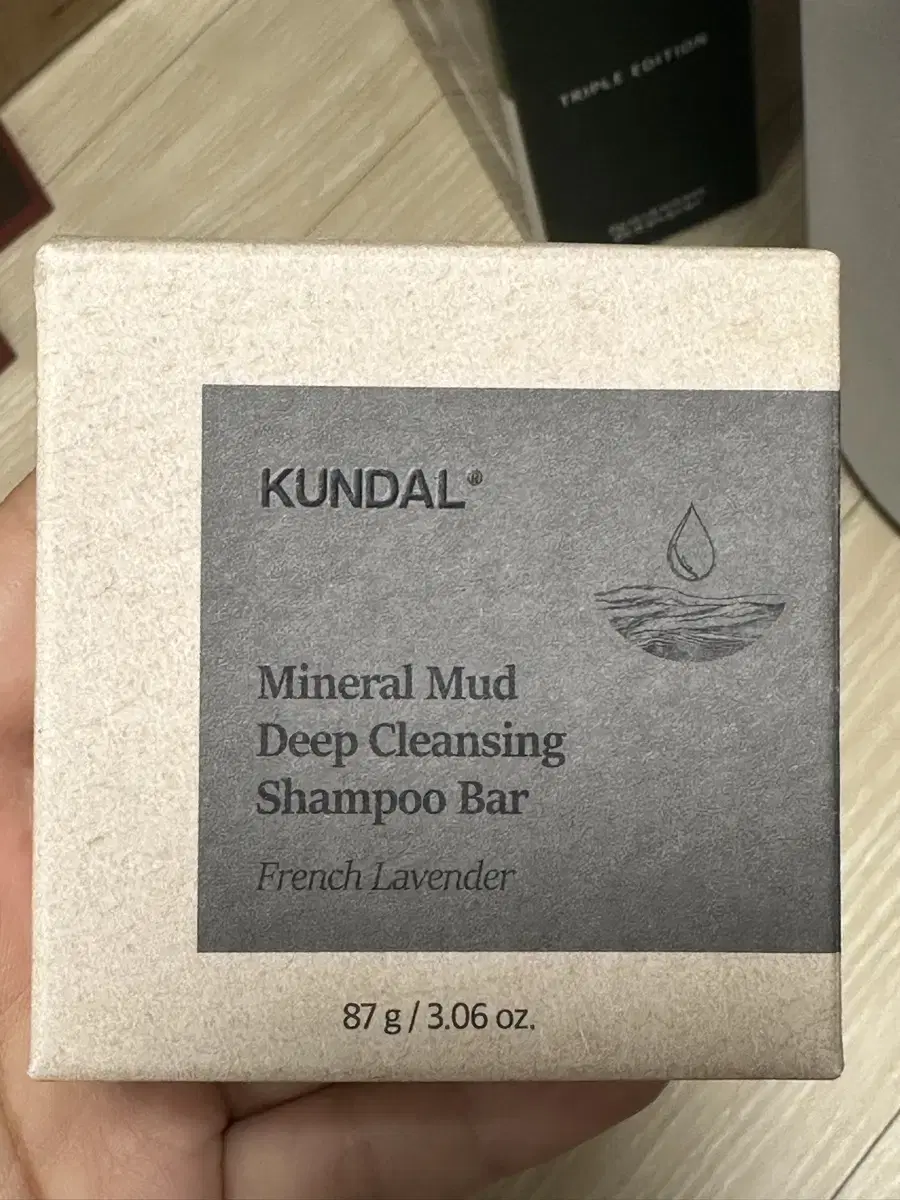 TRIPLE EDITION
KUNDAL®
Mineral Mud
Deep Cleansing
Shampoo Bar
French Lavender
87 g / 3.06 oz.